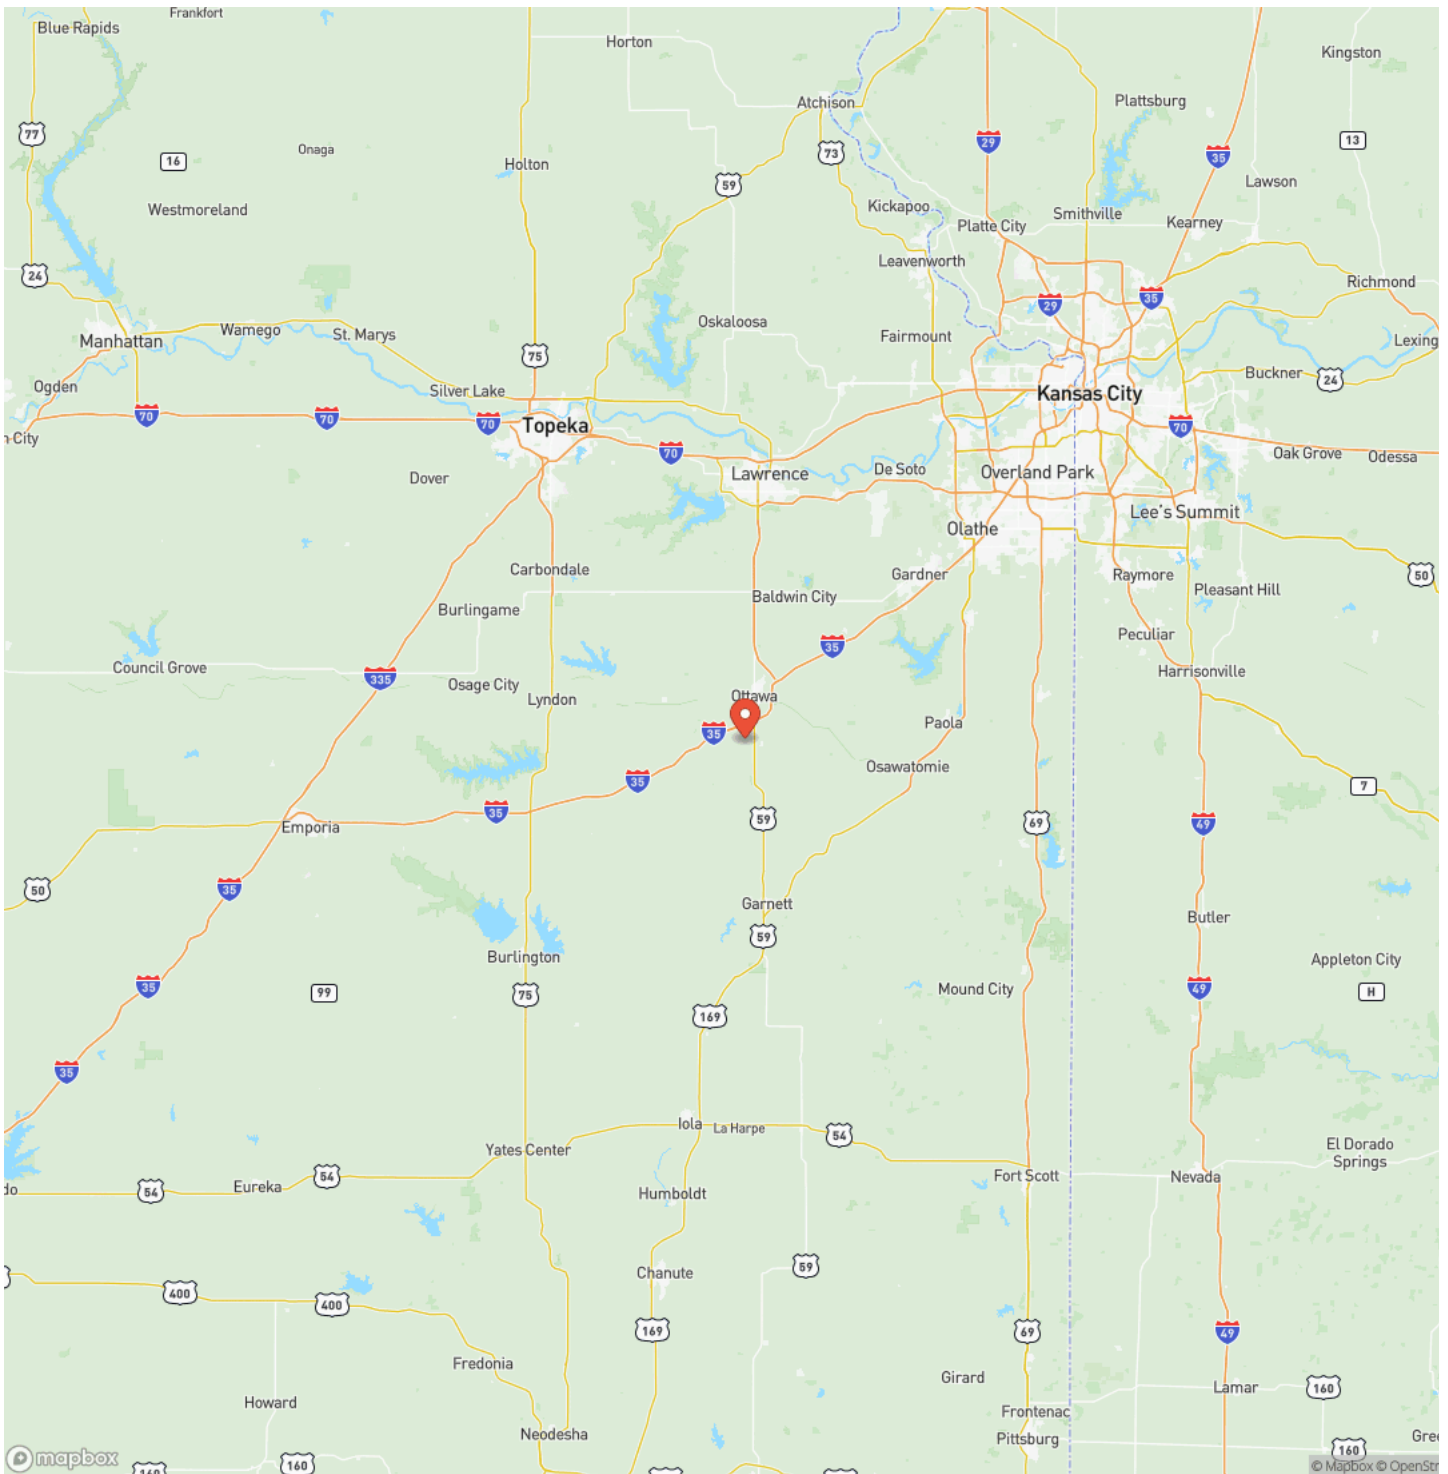 Frankfort
Blue Rapids
Horton
Kingston
Atchison
Plattsburg
77
29
13
Onaga
16
73
35
Holton
59
Lawson
Westmoreland
Kickapoo
Smithville
Kearney
Platte City
Leavenworth
24
Richmond
29
35
Oskaloosa
Wamego
St. Marys
Fairmount
Manhattan
Lexing
75
Buckner
24
Ogden
Silver Lake
Kansas City
70
70
70
Topeka
70
n City
70
Oak Grove
Odessa
Lawrence
De Soto
Overland Park
Dover
Lee's Summit
Olathe
Carbondale
Gardner
Raymore
50
Pleasant Hill
Baldwin City
Burlingame
Peculiar
35
Council Grove
Harrisonville
335
Osage City
Lyndon
Ottawa
Paola
35
Osawatomie
35
7
35
Emporia
59
69
49
50
35
Garnett
Butler
59
Burlington
Appleton City
35
99
75
Mound City
49
H
169
35
Iola
La Harpe
54
Yates Center
El Dorado
Springs
54
Fort Scott
Nevada
do
54
Eureka
Humboldt
59
Chanute
400
400
169
69
49
Fredonia
Girard
Lamar
160
Howard
Frontenac
Neodesha
Pittsburg
Gree
160
mapbox
160
160
© Mapbox © OpenStr